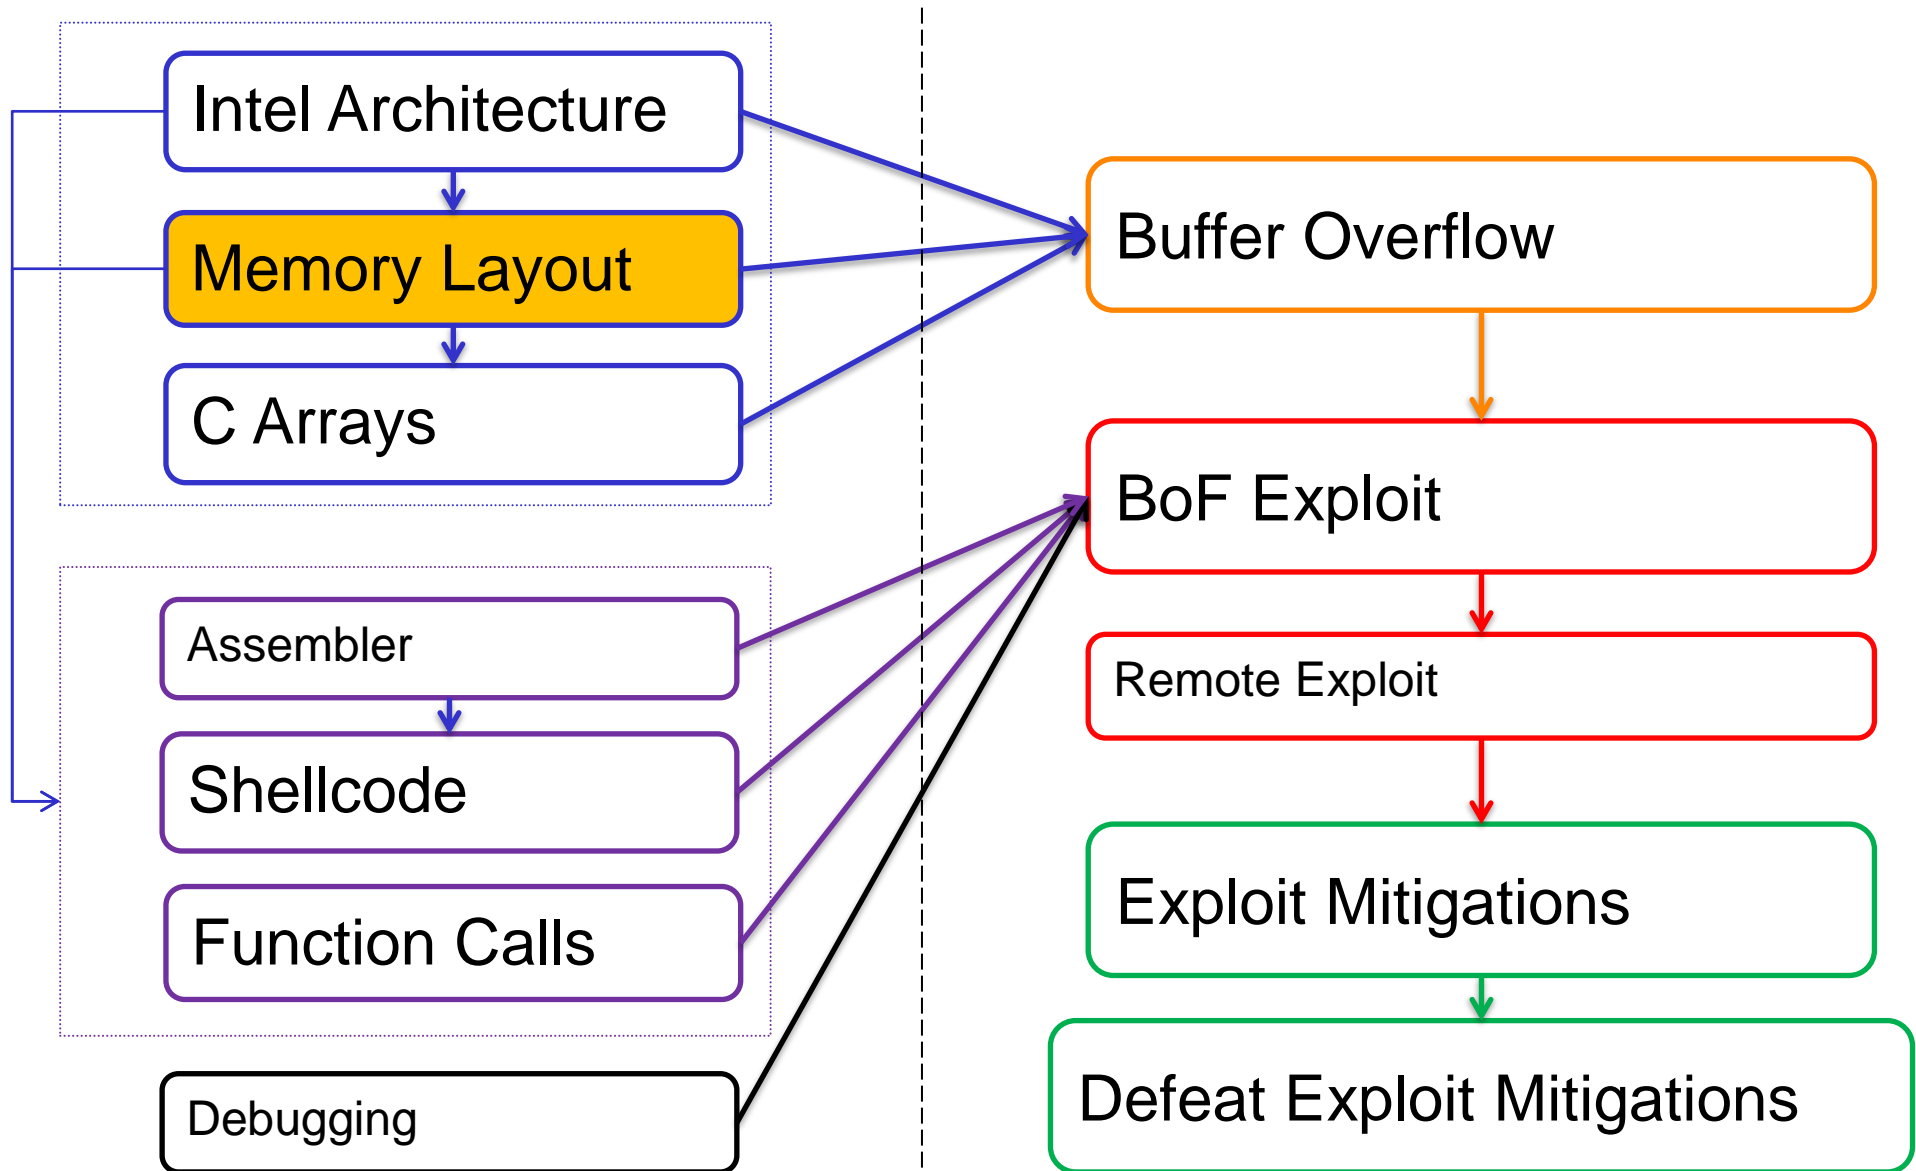 Intel Architecture
Memory Layout
C Arrays
Assembler
Shellcode
Function Calls
Debugging
Buffer Overflow
BoF Exploit
Remote Exploit
Exploit Mitigations
Defeat Exploit Mitigations